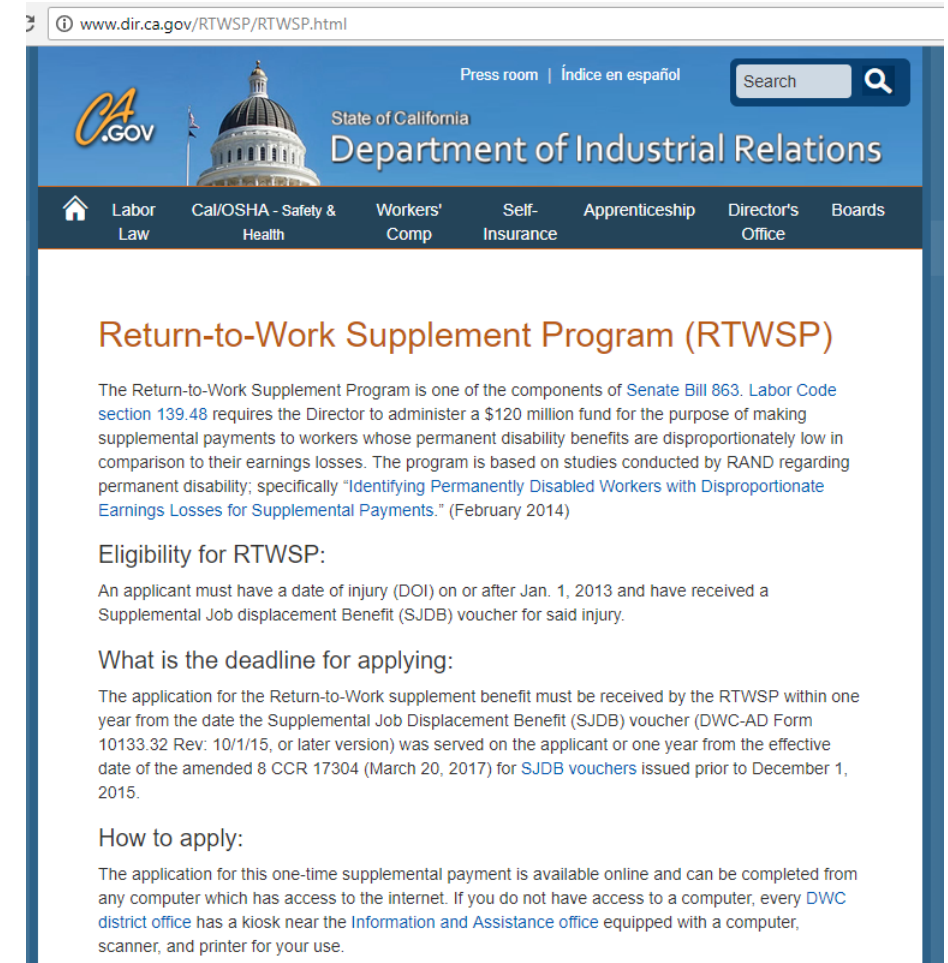 www.dir.ca.gov/RTWSP/RTWSP.html
Press room | Índice en español
Search
CA
.GOV
State of California
Department of Industrial Relations
Labor Law
Cal/OSHA - Safety & Health
Workers' Comp
Self-Insurance
Apprenticeship
Director's Office
Boards
Return-to-Work Supplement Program (RTWSP)
The Return-to-Work Supplement Program is one of the components of Senate Bill 863. Labor Code
section 139.48 requires the Director to administer a $120 million fund for the purpose of making
supplemental payments to workers whose permanent disability benefits are disproportionately low in
comparison to their earnings losses. The program is based on studies conducted by RAND regarding
permanent disability; specifically “Identifying Permanently Disabled Workers with Disproportionate
Earnings Losses for Supplemental Payments.” (February 2014)
Eligibility for RTWSP:
An applicant must have a date of injury (DOI) on or after Jan. 1, 2013 and have received a
Supplemental Job displacement Benefit (SJDB) voucher for said injury.
What is the deadline for applying:
The application for the Return-to-Work supplement benefit must be received by the RTWSP within one
year from the date the Supplemental Job Displacement Benefit (SJDB) voucher (DWC-AD Form
10133.32 Rev: 10/1/15, or later version) was served on the applicant or one year from the effective
date of the amended 8 CCR 17304 (March 20, 2017) for SJDB vouchers issued prior to December 1,
2015.
How to apply:
The application for this one-time supplemental payment is available online and can be completed from
any computer which has access to the internet. If you do not have access to a computer, every DWC
district office has a kiosk near the Information and Assistance office equipped with a computer,
scanner, and printer for your use.